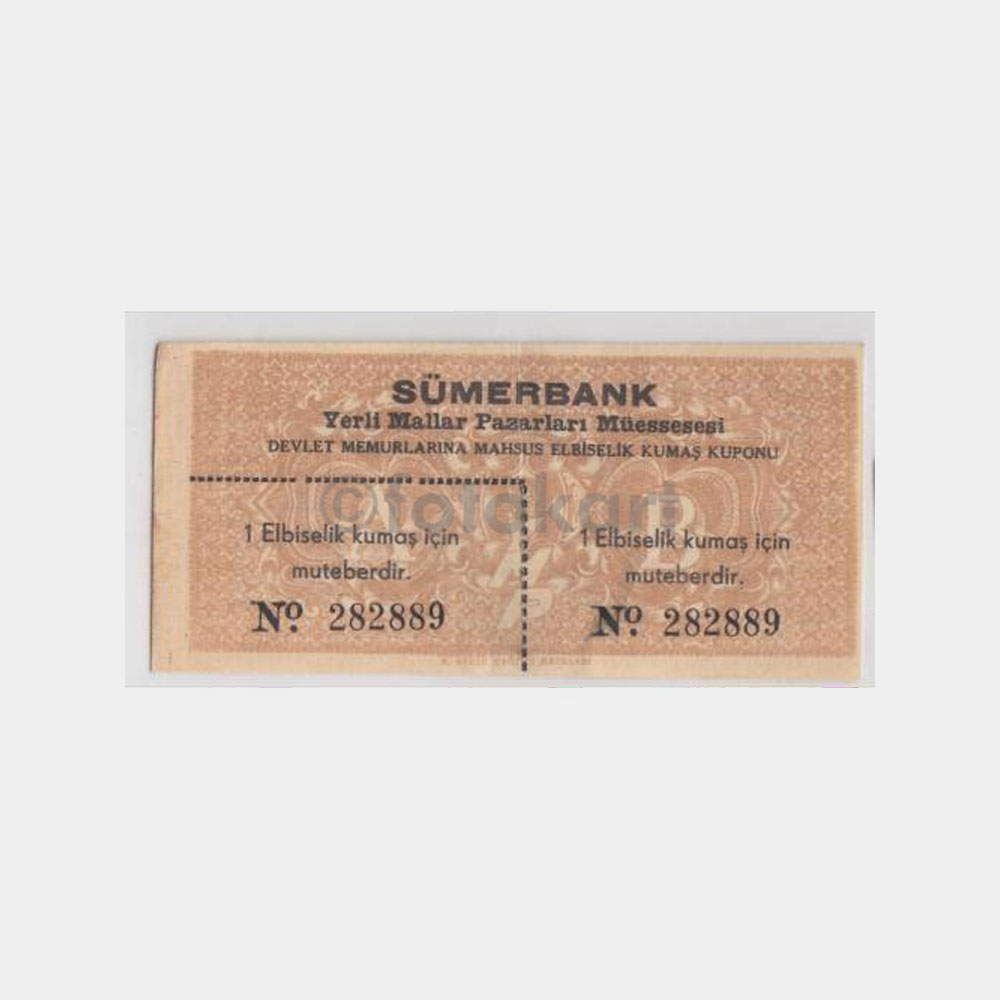 SÜMERBANK
Yerli Mallar Pazarları Müessesesi
DEVLET MEMURLARINA MAHSUS ELBİSELİK KUMAŞ KUPONU
©fotokart
1 Elbiselik kumaş için
muteberdir.
No. 282889
1 Elbiselik kumaş için
muteberdir.
No. 282889